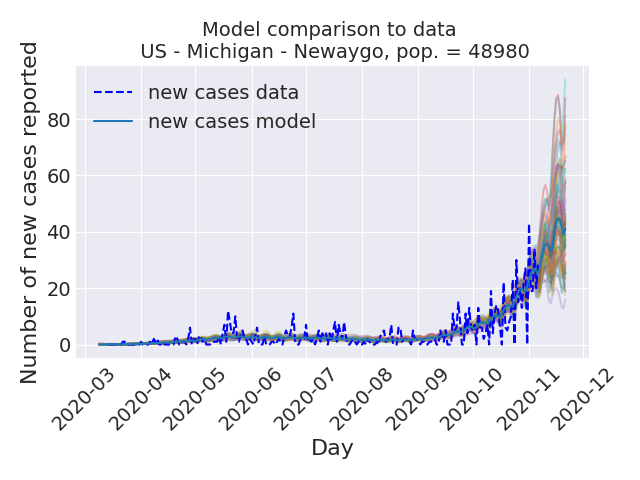 Model comparison to data
US - Michigan - Newaygo, pop. = 48980
new cases data
new cases model
Number of new cases reported
80
60
40
20
0
2020-03
2020-04
2020-05
2020-06
2020-07
2020-08
2020-09
2020-10
2020-11
2020-12
Day